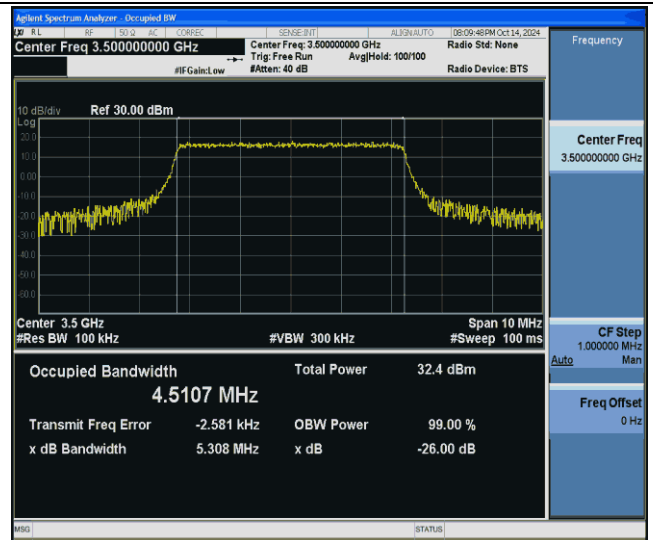 Agilent Spectrum Analyzer - Occupied BW
RL RF 50 Ω AC CORREC SENSE:INT ALIGNAUTO 08:09:48PM Oct 14, 2024
Center Freq 3.500000000 GHz
Center Freq: 3.500000000 GHz
Radio Std: None
Trig: Free Run Avg|Hold: 100/100
#IFGain:Low #Atten: 40 dB Radio Device: BTS
10 dB/div Ref 30.00 dBm
Log
20.0
10.0
0.00
-10.0
-20.0
-30.0
-40.0
-50.0
-60.0
Center 3.5 GHz Span 10 MHz
#Res BW 100 kHz #VBW 300 kHz #Sweep 100 ms
Occupied Bandwidth Total Power 32.4 dBm
4.5107 MHz
Transmit Freq Error -2.581 kHz OBW Power 99.00 %
x dB Bandwidth 5.308 MHz x dB -26.00 dB
Frequency
Center Freq
3.500000000 GHz
CF Step
1.000000 MHz
Auto Man
Freq Offset
0 Hz
MSG STATUS